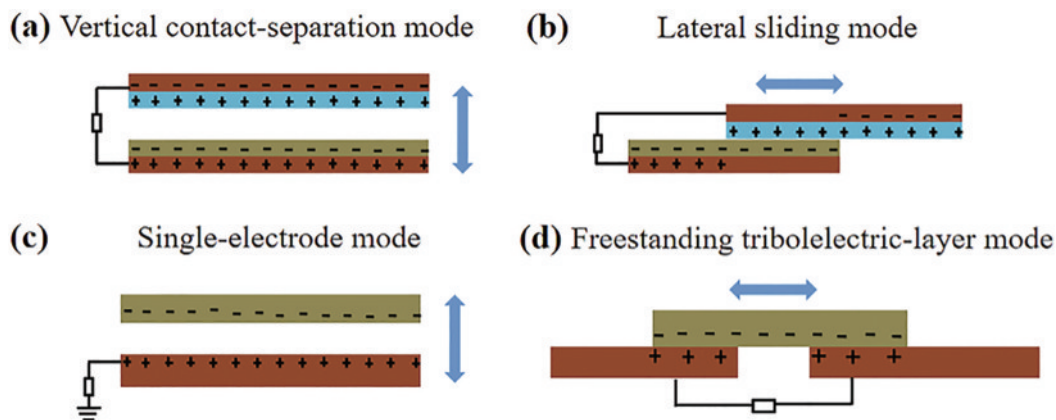 (a) Vertical contact-separation mode
(b) Lateral sliding mode
(c) Single-electrode mode
(d) Freestanding tribolelectric-layer mode